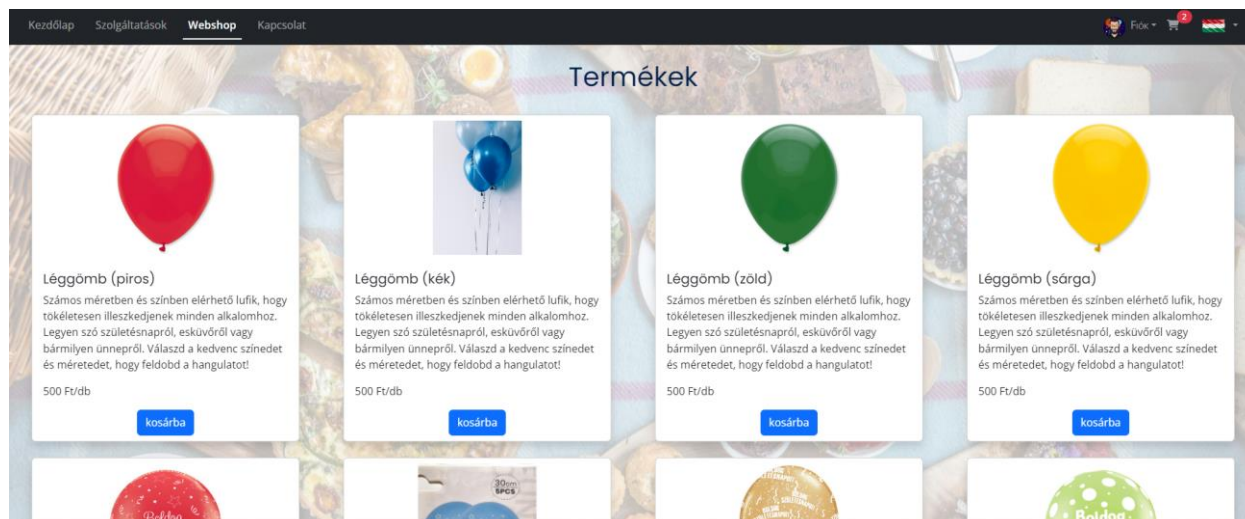 Kezdőlap Szolgáltatások Webshop Kapcsolat Fiók 2
Termékek
Léggömb (piros)
Számos méretben és színben elérhető lufik, hogy
tökéletesen illeszkedjenek minden alkalomhoz.
Legyen szó születésnapról, esküvőről vagy
bármilyen ünnepről. Válaszd a kedvenc színedet
és méretedet, hogy feldobd a hangulatot!
500 Ft/db
kosárba
Léggömb (kék)
Számos méretben és színben elérhető lufik, hogy
tökéletesen illeszkedjenek minden alkalomhoz.
Legyen szó születésnapról, esküvőről vagy
bármilyen ünnepről. Válaszd a kedvenc színedet
és méretedet, hogy feldobd a hangulatot!
500 Ft/db
kosárba
Léggömb (zöld)
Számos méretben és színben elérhető lufik, hogy
tökéletesen illeszkedjenek minden alkalomhoz.
Legyen szó születésnapról, esküvőről vagy
bármilyen ünnepről. Válaszd a kedvenc színedet
és méretedet, hogy feldobd a hangulatot!
500 Ft/db
kosárba
Léggömb (sárga)
Számos méretben és színben elérhető lufik, hogy
tökéletesen illeszkedjenek minden alkalomhoz.
Legyen szó születésnapról, esküvőről vagy
bármilyen ünnepről. Válaszd a kedvenc színedet
és méretedet, hogy feldobd a hangulatot!
500 Ft/db
kosárba
Boldog
30cm
5PCS
BOLDOG
Boldog